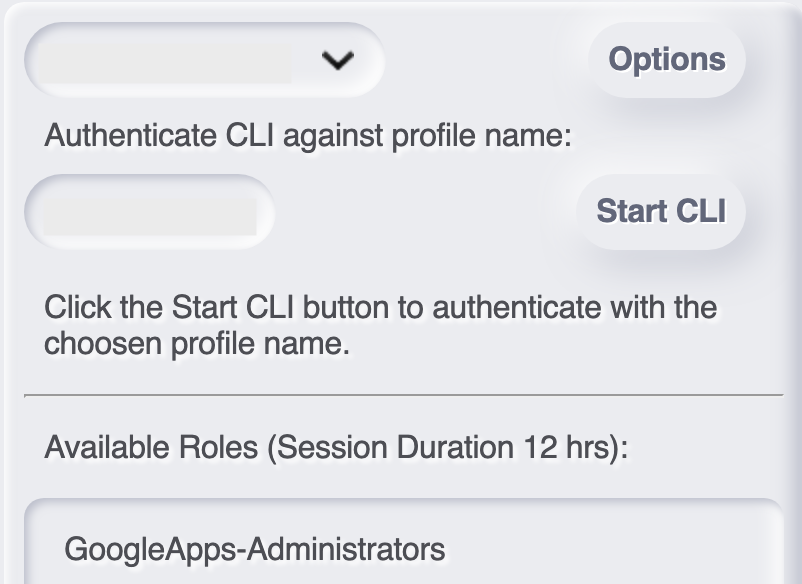 Options
Authenticate CLI against profile name:
Start CLI
Click the Start CLI button to authenticate with the
choosen profile name.
Available Roles (Session Duration 12 hrs):
GoogleApps-Administrators